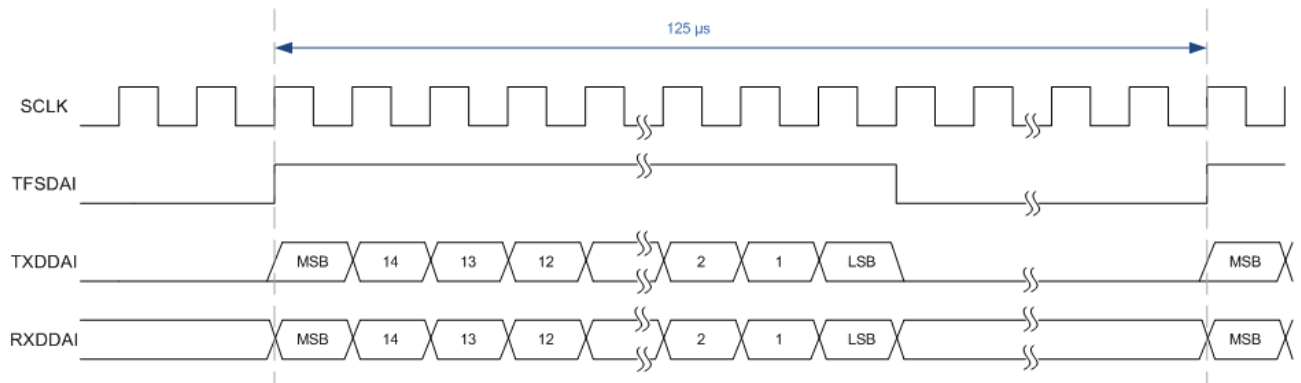 125 µs
SCLK
TFSDAI
TXDDAI MSB 14 13 12 2 1 LSB MSB
RXDDAI MSB 14 13 12 2 1 LSB MSB